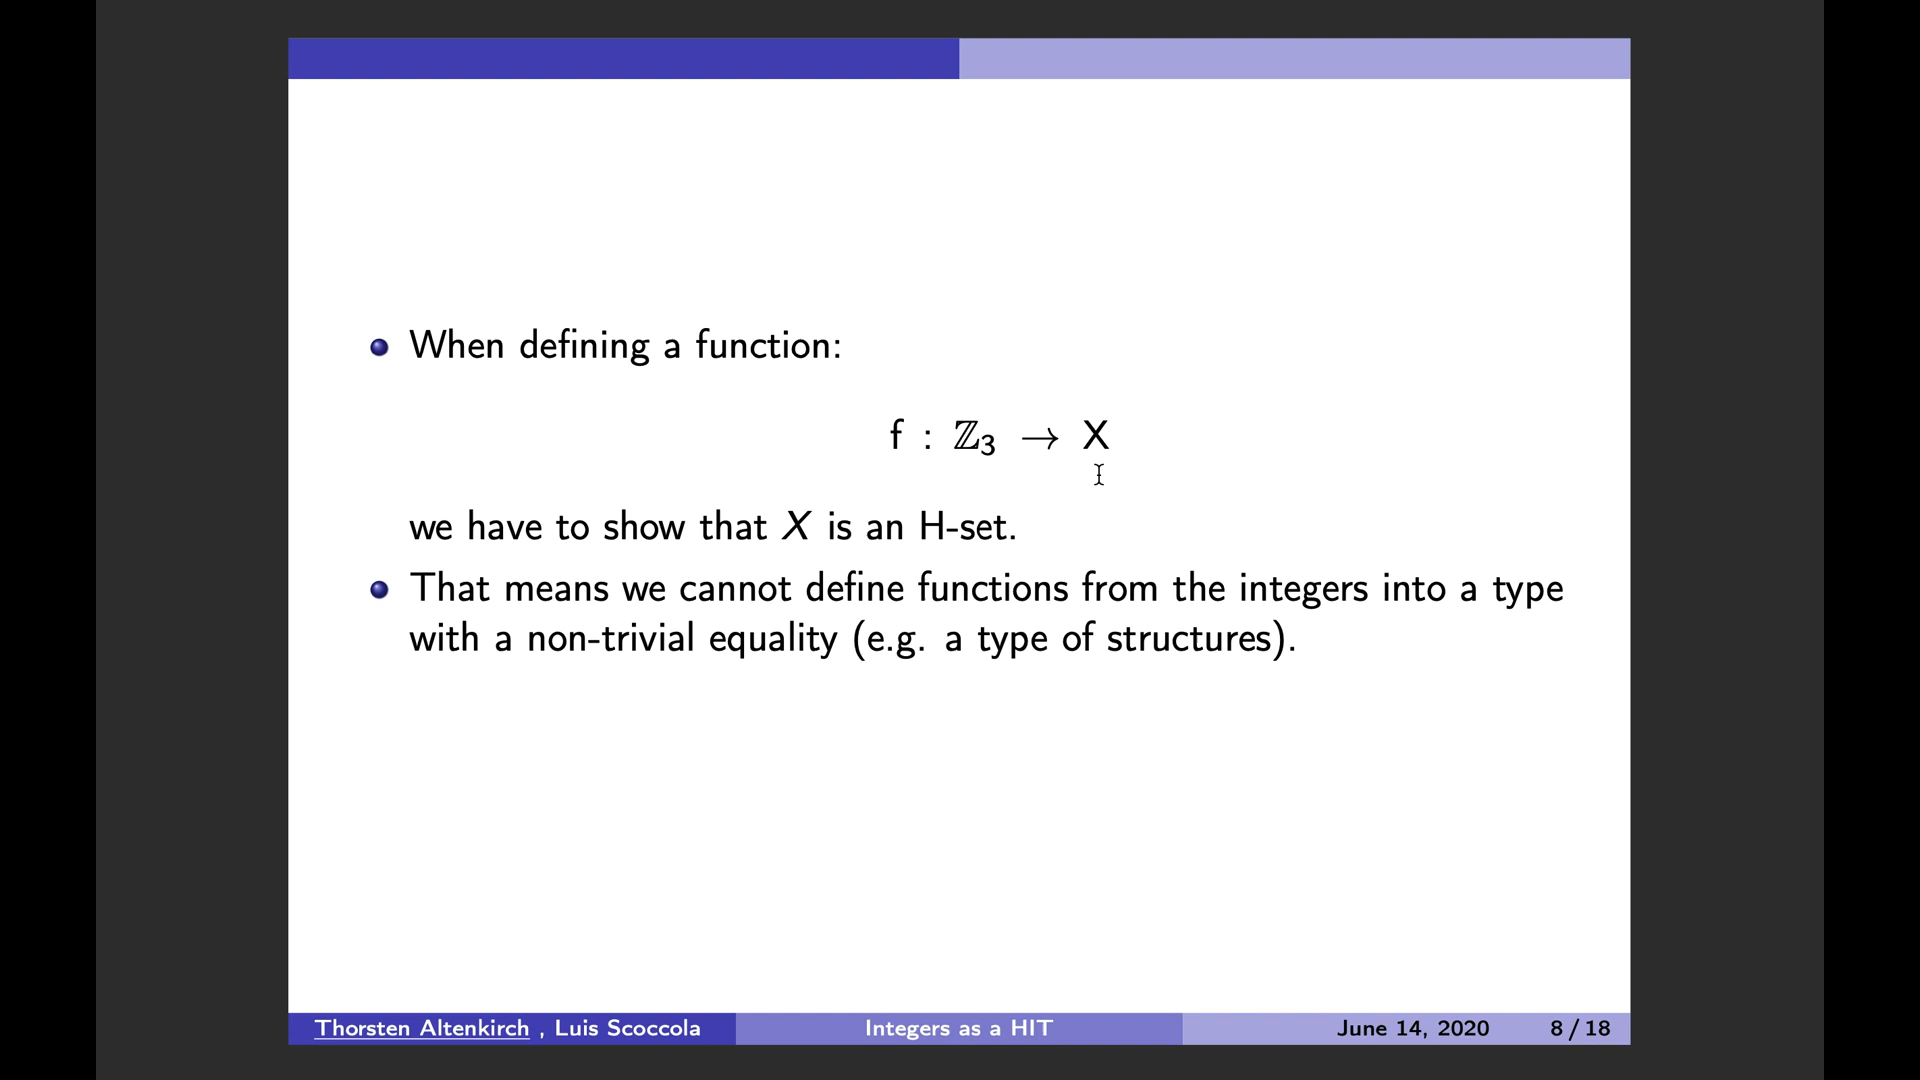 When defining a function:
f : ℤ₃ → X
we have to show that X is an H-set.
That means we cannot define functions from the integers into a type
with a non-trivial equality (e.g. a type of structures).
Thorsten Altenkirch , Luis Scoccola Integers as a HIT June 14, 2020 8 / 18